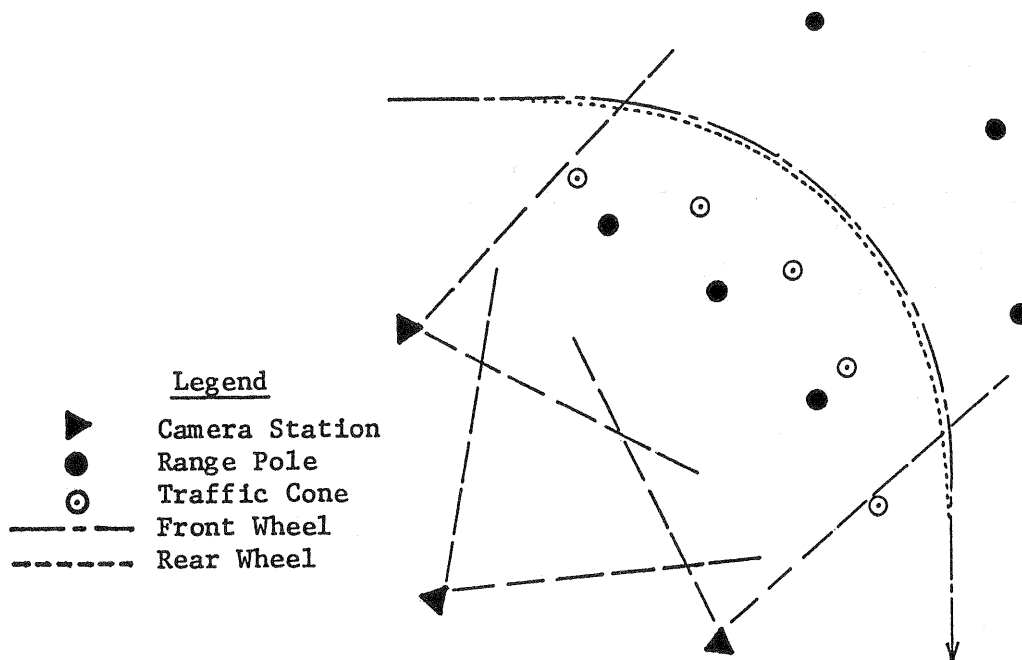 Legend
Camera Station
Range Pole
Traffic Cone
Front Wheel
Rear Wheel